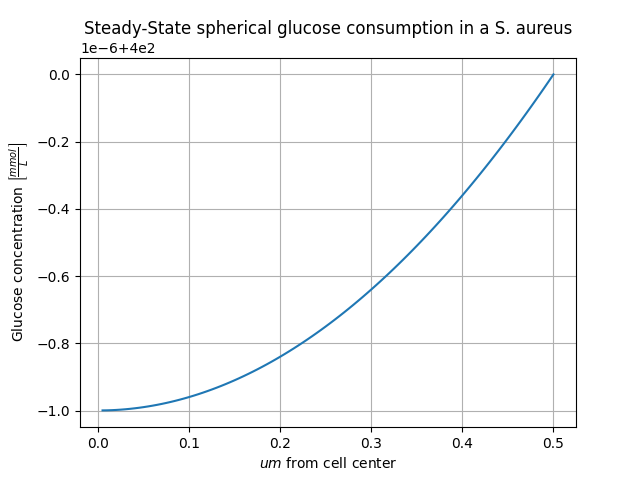 Steady-State spherical glucose consumption in a S. aureus
1e−6+4e2
0.0
−0.2
−0.4
−0.6
−0.8
−1.0
Glucose concentration [mmol/L]
0.0 0.1 0.2 0.3 0.4 0.5
um from cell center